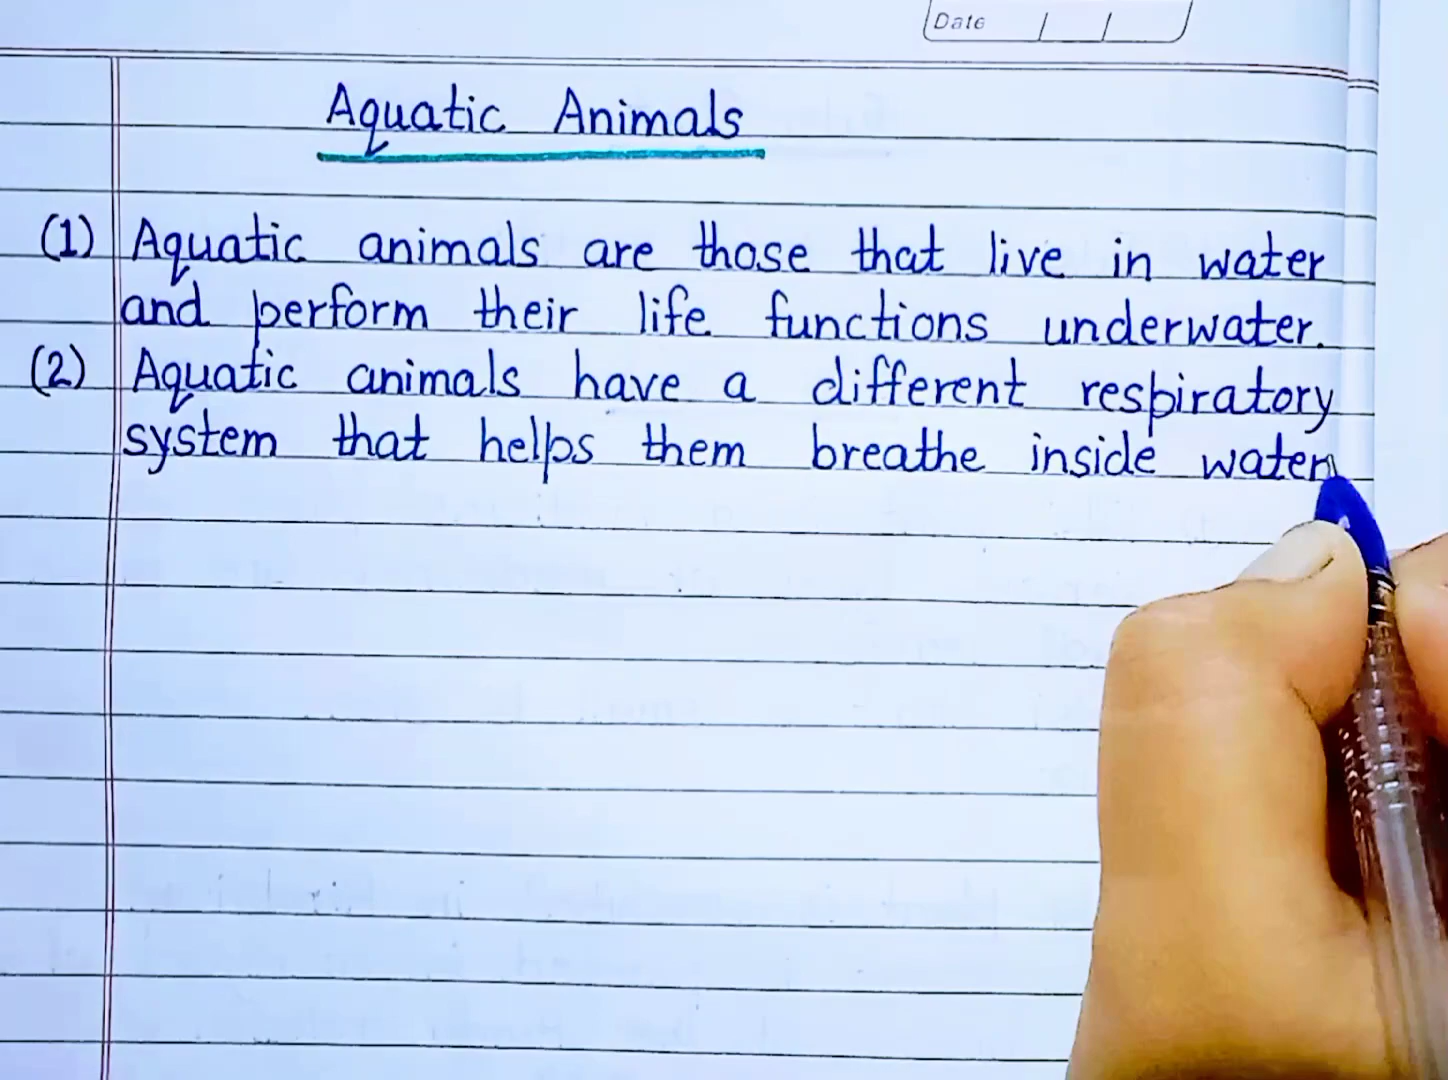 Date
Aquatic Animals
(1) Aquatic animals are those that live in water
and perform their life functions underwater.
(2) Aquatic animals have a different respiratory
system that helps them breathe inside water